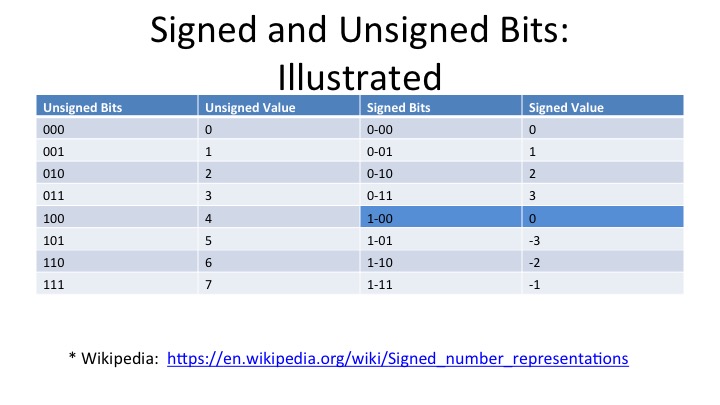 Signed and Unsigned Bits:
Illustrated
Unsigned Bits Unsigned Value Signed Bits Signed Value
000 0 0-00 0
001 1 0-01 1
010 2 0-10 2
011 3 0-11 3
100 4 1-00 0
101 5 1-01 -3
110 6 1-10 -2
111 7 1-11 -1
* Wikipedia: https://en.wikipedia.org/wiki/Signed_number_representations